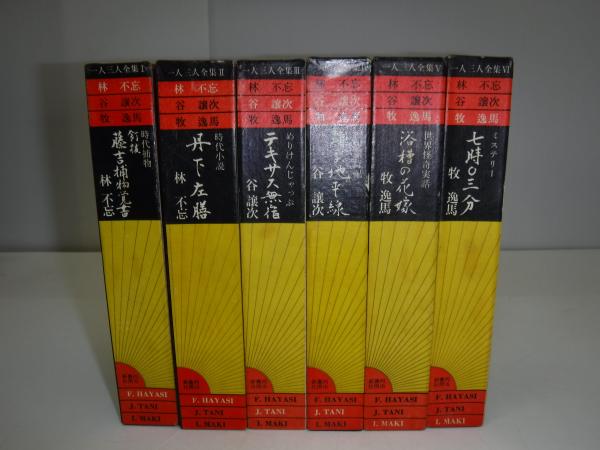 一人三人全集I
林 不忘
谷 譲次
牧 逸馬
時代捕物
釘抜
藤吉捕物覚書
林 不忘
F. HAYASI
J. TANI
I. MAKI
一人三人全集II
林 不忘
谷 譲次
牧 逸馬
時代小説
丹下左膳
林 不忘
F. HAYASI
J. TANI
I. MAKI
一人三人全集III
林 不忘
谷 譲次
牧 逸馬
めりけんじゃっぷ
テキサス無宿
谷 譲次
F. HAYASI
J. TANI
I. MAKI
林 不忘
谷 譲次
牧 逸馬
地平線
谷 譲次
F. HAYASI
J. TANI
I. MAKI
一人三人全集V
林 不忘
谷 譲次
牧 逸馬
世界怪奇実話
浴槽の花嫁
牧 逸馬
F. HAYASI
J. TANI
I. MAKI
一人三人全集VI
林 不忘
谷 譲次
牧 逸馬
ミステリー
七時〇三分
牧 逸馬
F. HAYASI
J. TANI
I. MAKI